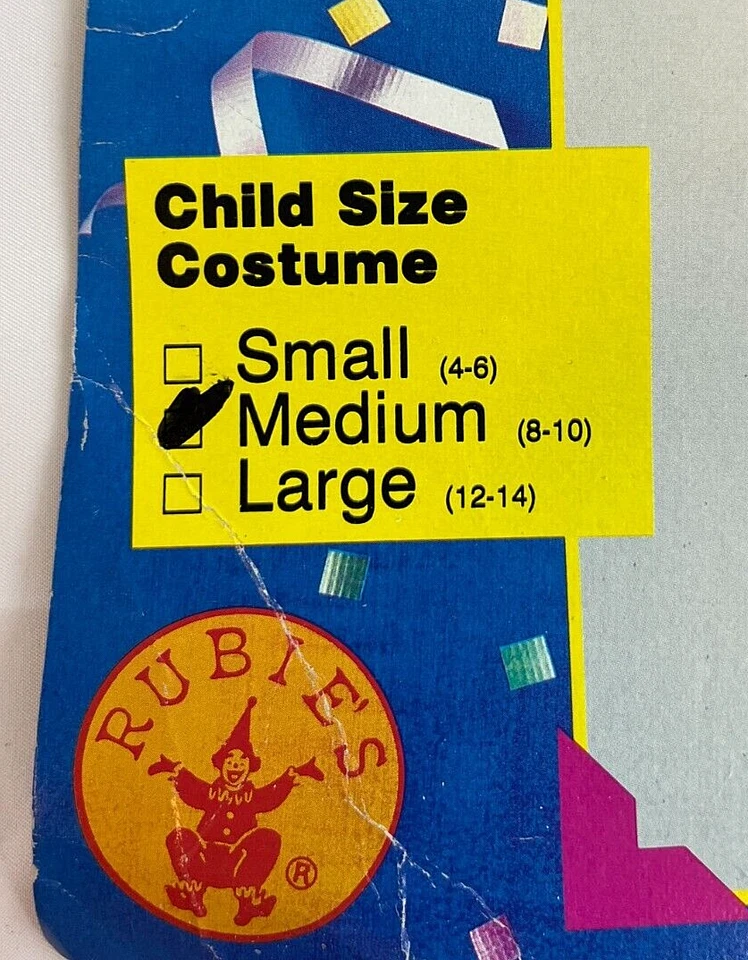 Child Size
Costume
Small (4-6)
Medium (8-10)
Large (12-14)
RUBIES
®